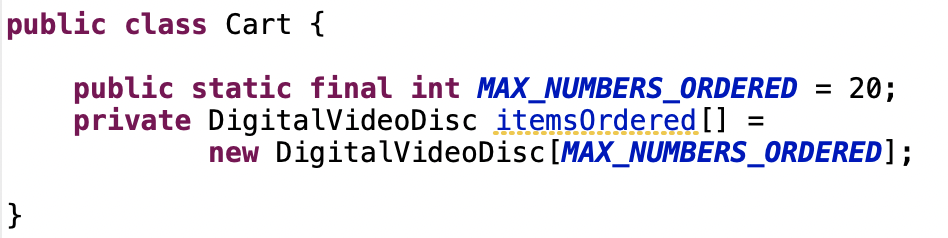 public class Cart {
public static final int MAX_NUMBERS_ORDERED = 20;
private DigitalVideoDisc itemsOrdered[] =
new DigitalVideoDisc[MAX_NUMBERS_ORDERED];
}